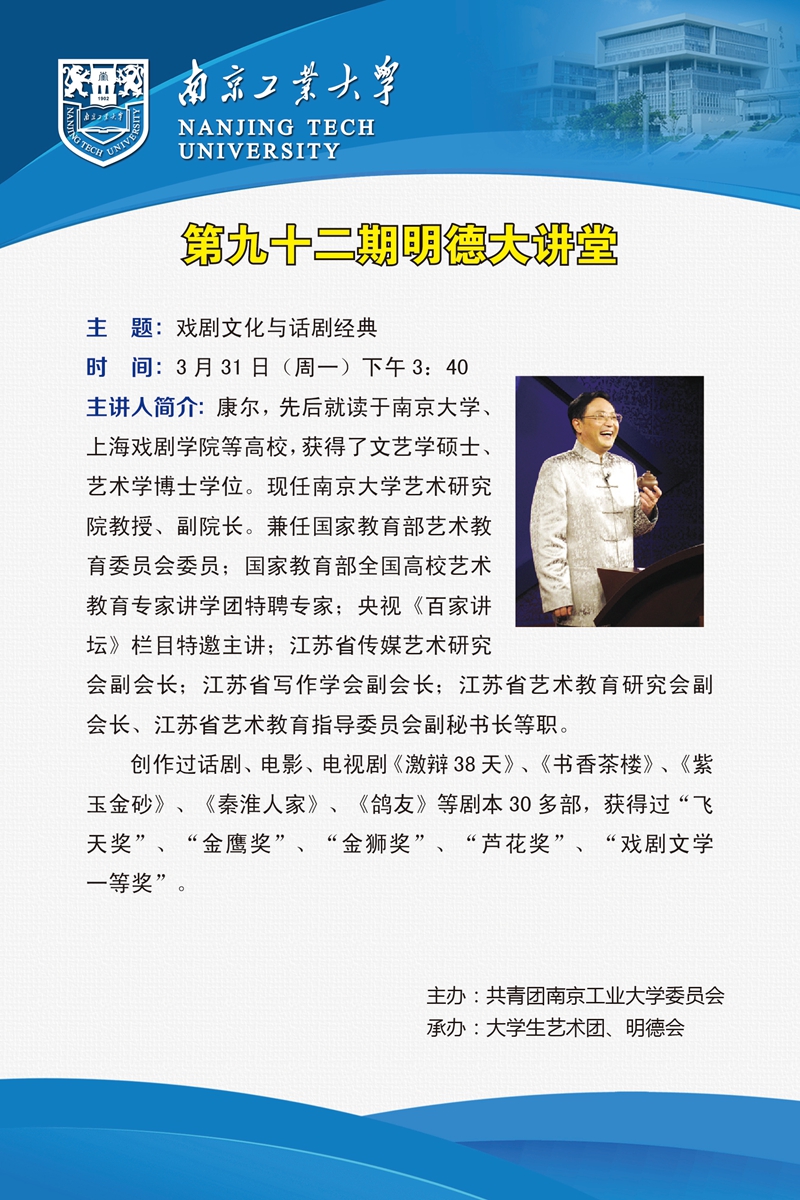 南京工业大学
NANJING TECH
UNIVERSITY
1902
南京工业大学
NANJING TECH UNIVERSITY
第九十二期明德大讲堂
主 题：戏剧文化与话剧经典
时 间：3月31日（周一）下午3：40
主讲人简介：康尔，先后就读于南京大学、
上海戏剧学院等高校，获得了文艺学硕士、
艺术学博士学位。现任南京大学艺术研究
院教授、副院长。兼任国家教育部艺术教
育委员会委员；国家教育部全国高校艺术
教育专家讲学团特聘专家；央视《百家讲
坛》栏目特邀主讲；江苏省传媒艺术研究
会副会长；江苏省写作学会副会长；江苏省艺术教育研究会副
会长、江苏省艺术教育指导委员会副秘书长等职。
创作过话剧、电影、电视剧《激辩38天》、《书香茶楼》、《紫
玉金砂》、《秦淮人家》、《鸽友》等剧本30多部，获得过“飞
天奖”、“金鹰奖”、“金狮奖”、“芦花奖”、“戏剧文学
一等奖”。
主办：共青团南京工业大学委员会
承办：大学生艺术团、明德会